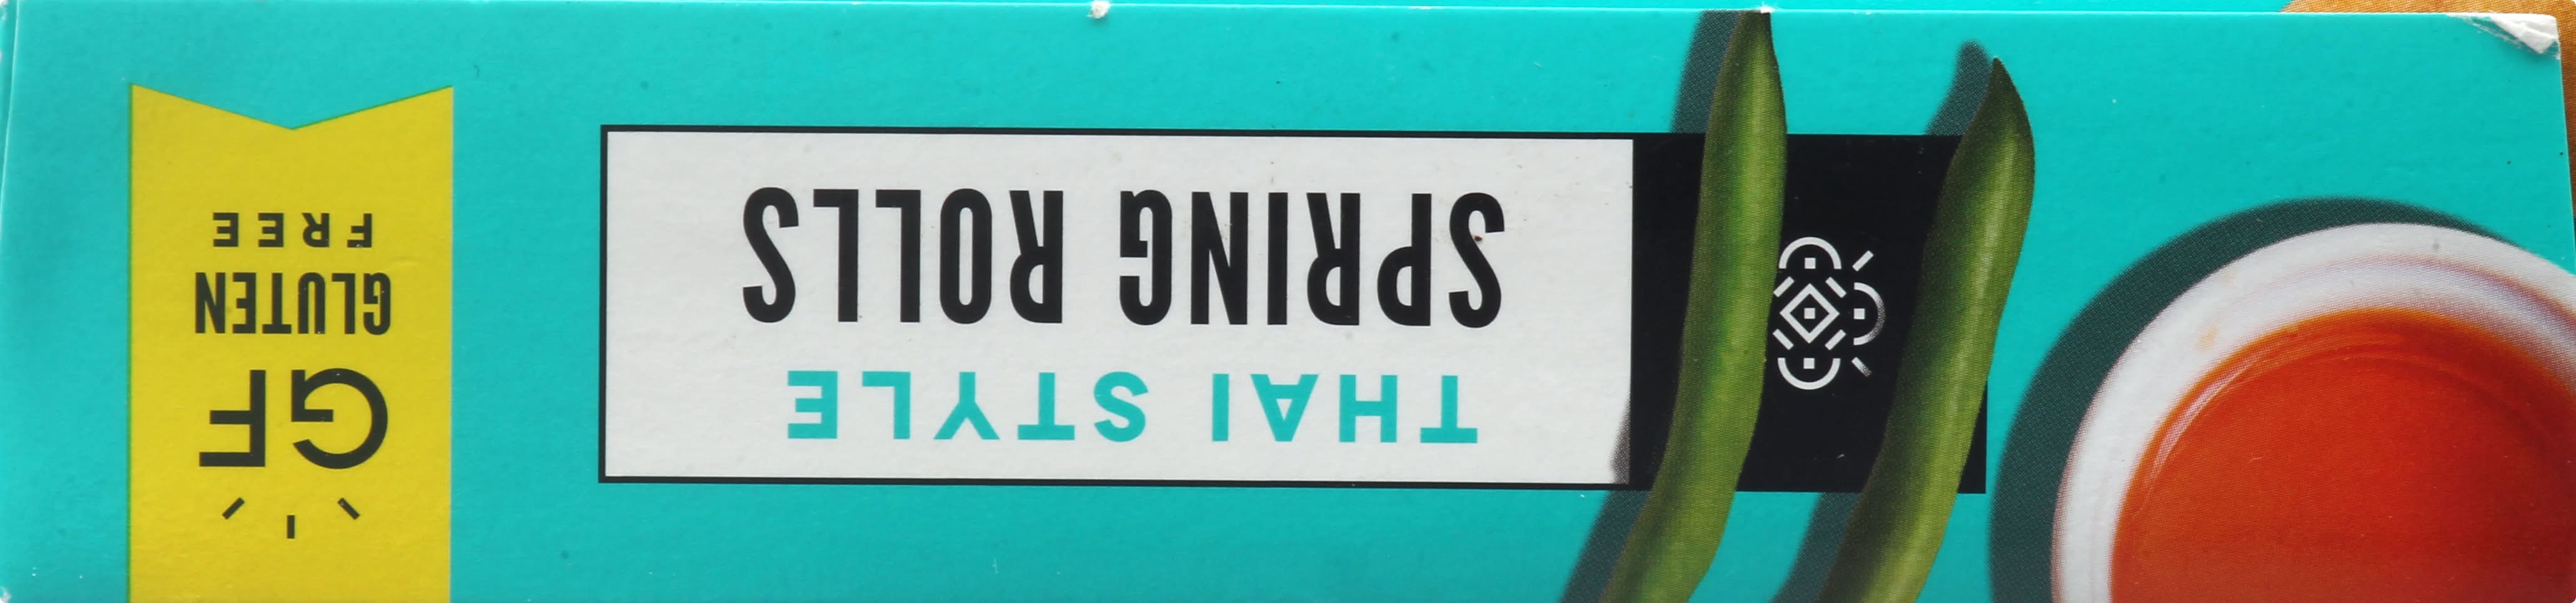 THAI STYLE
SPRING ROLLS
GF
GLUTEN
FREE